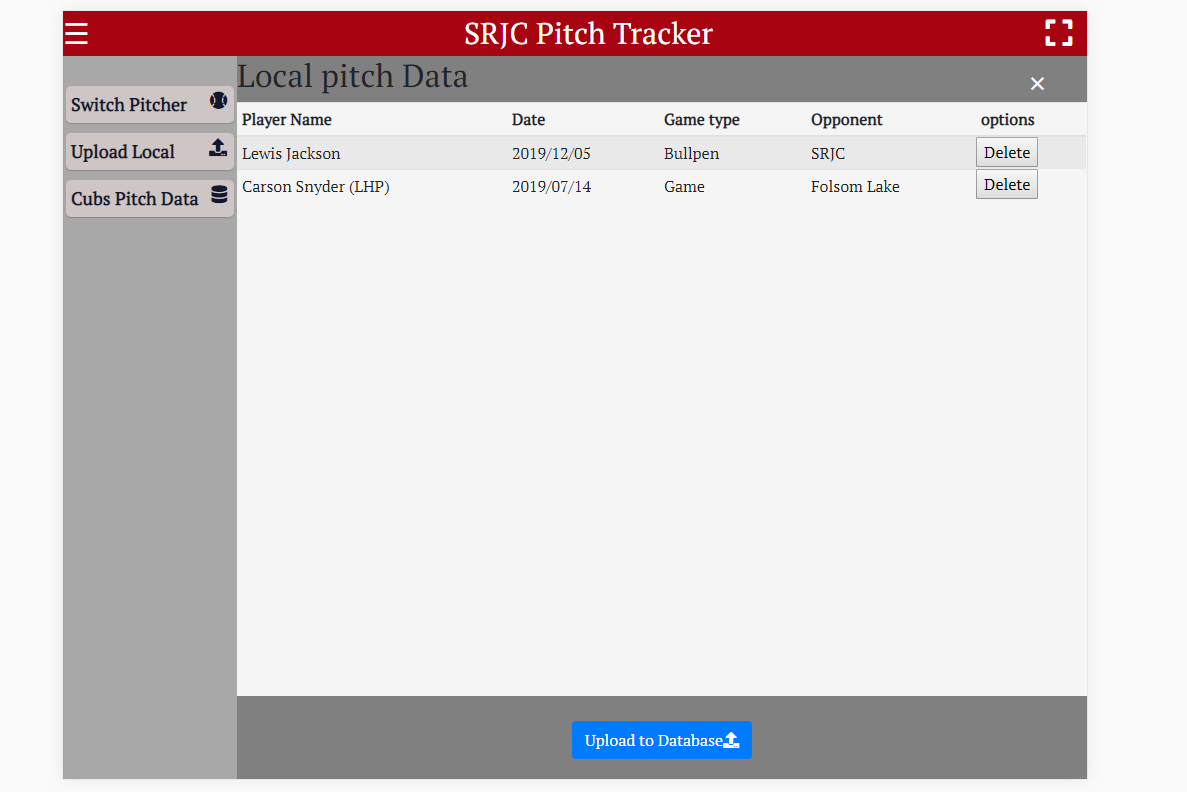 SRJC Pitch Tracker
Local pitch Data
×
Switch Pitcher
Upload Local
Cubs Pitch Data
Player Name Date Game type Opponent options
Lewis Jackson 2019/12/05 Bullpen SRJC Delete
Carson Snyder (LHP) 2019/07/14 Game Folsom Lake Delete
Upload to Database